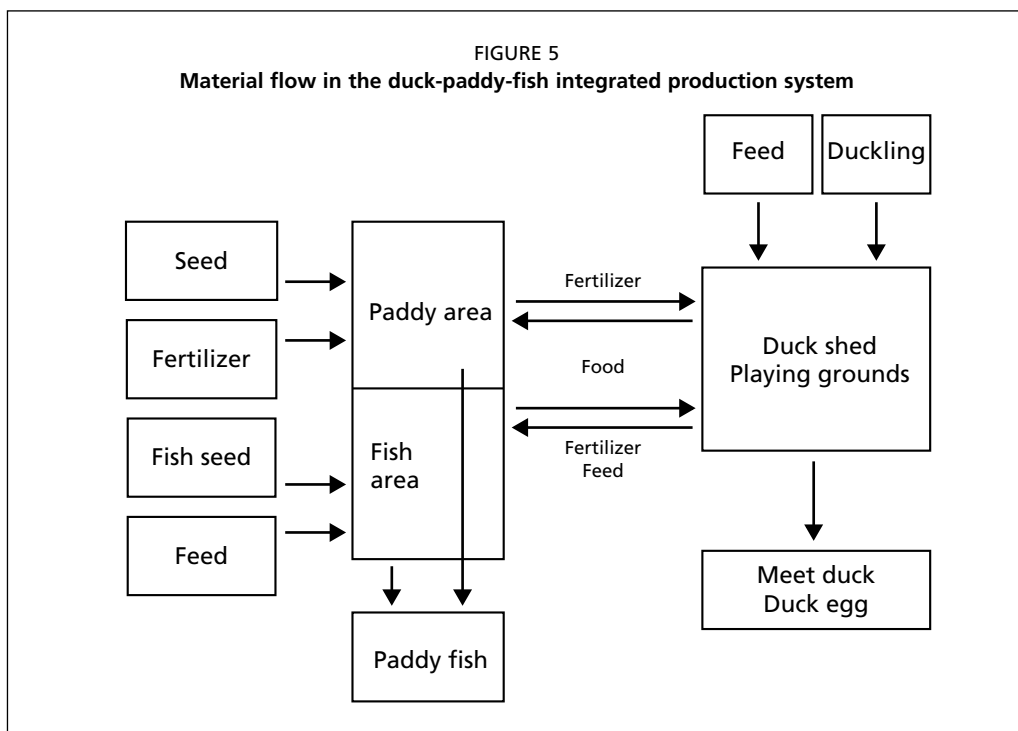 FIGURE 5
Material flow in the duck-paddy-fish integrated production system
Feed
Duckling
Seed
Fertilizer
Fish seed
Feed
Paddy area
Fish
area
Paddy fish
Fertilizer
Food
Fertilizer
Feed
Duck shed
Playing grounds
Meet duck
Duck egg